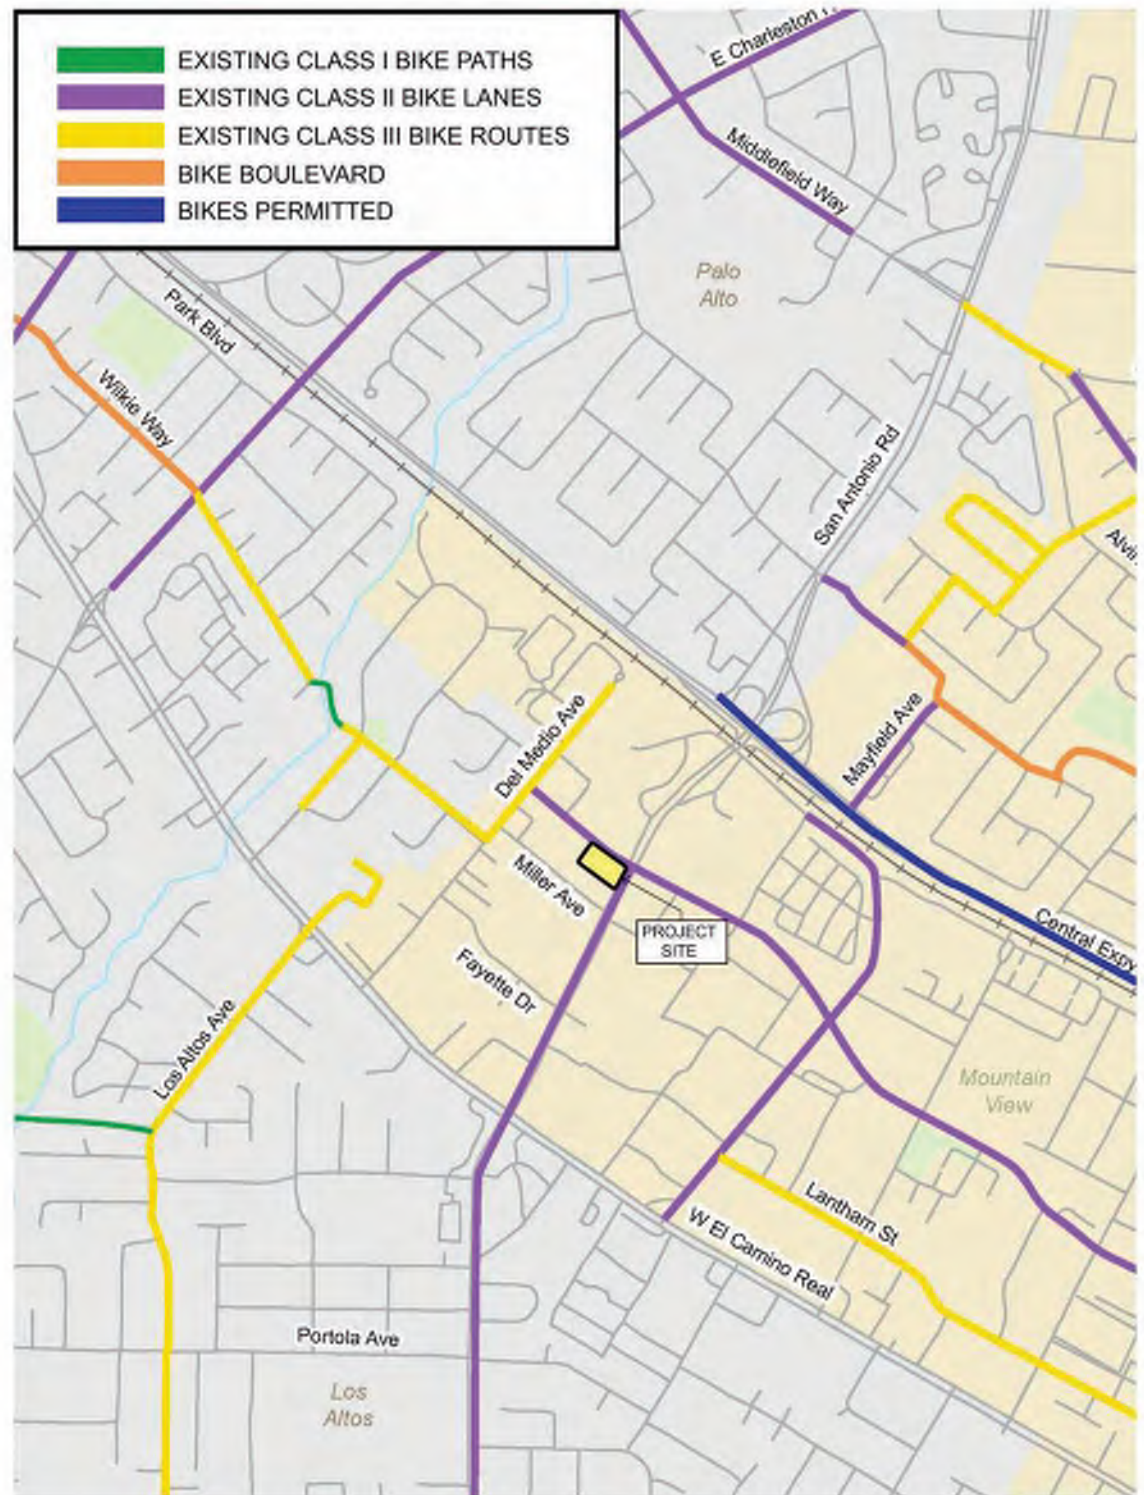 EXISTING CLASS I BIKE PATHS
EXISTING CLASS II BIKE LANES
EXISTING CLASS III BIKE ROUTES
BIKE BOULEVARD
BIKES PERMITTED
E Charleston
Middlefield Way
Palo
Alto
Park Blvd
Wilkie Way
San Antonio Rd
Del Medio Ave
Mayfield Ave
Miller Ave
PROJECT
SITE
Central Expy
Fayette Dr
Los Altos Ave
Mountain
View
Lantham St
W El Camino Real
Portola Ave
Los
Altos